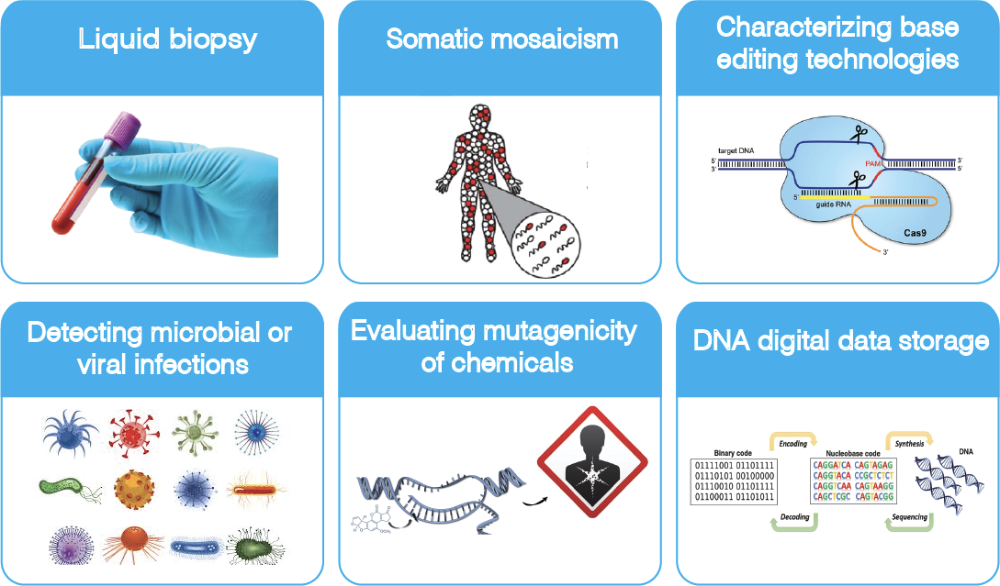 Liquid biopsy
Somatic mosaicism
Characterizing base
editing technologies
target DNA
5'
3'
PAM
3'
5'
5'
guide RNA
Cas9
3'
Detecting microbial or
viral infections
Evaluating mutagenicity
of chemicals
OCH₃
DNA digital data storage
Encoding
Synthesis
Binary code
Nucleobase code
DNA
01111001 01101111
01110101 00100000
01110010 01101111
01100011 01101011
CAGGATCA CAGTAGAG
CAGGTACA CCGCTCTCT
CAGGTCAA CAGTAAGG
CAGCTCGC CAGTACGG
Decoding
Sequencing